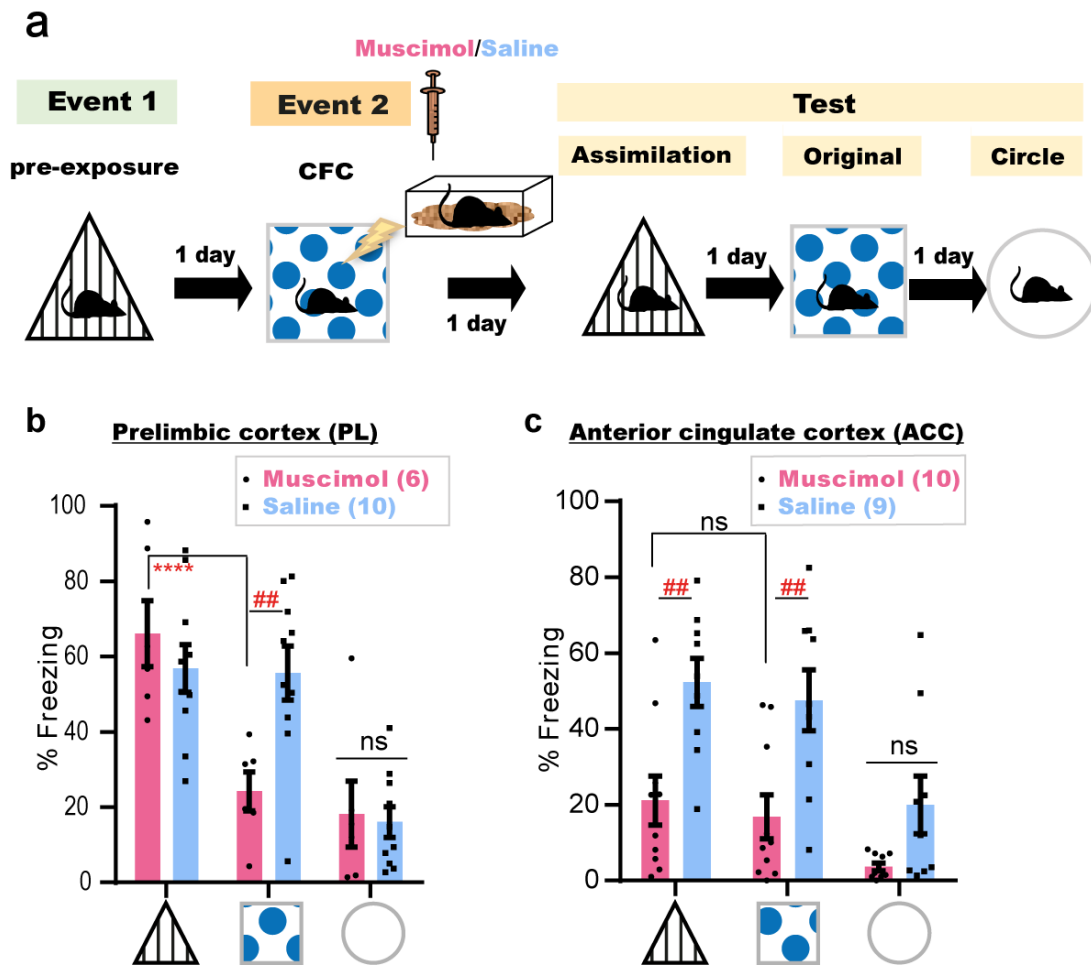 a
Muscimol/Saline
Event 1
Event 2
Test
pre-exposure
CFC
Assimilation
Original
Circle
1 day
1 day
1 day
1 day
b
Prelimbic cortex (PL)
Muscimol (6)
Saline (10)
% Freezing
100
80
60
40
20
0
****
##
ns
c
Anterior cingulate cortex (ACC)
Muscimol (10)
Saline (9)
% Freezing
100
80
60
40
20
0
ns
##
##
ns